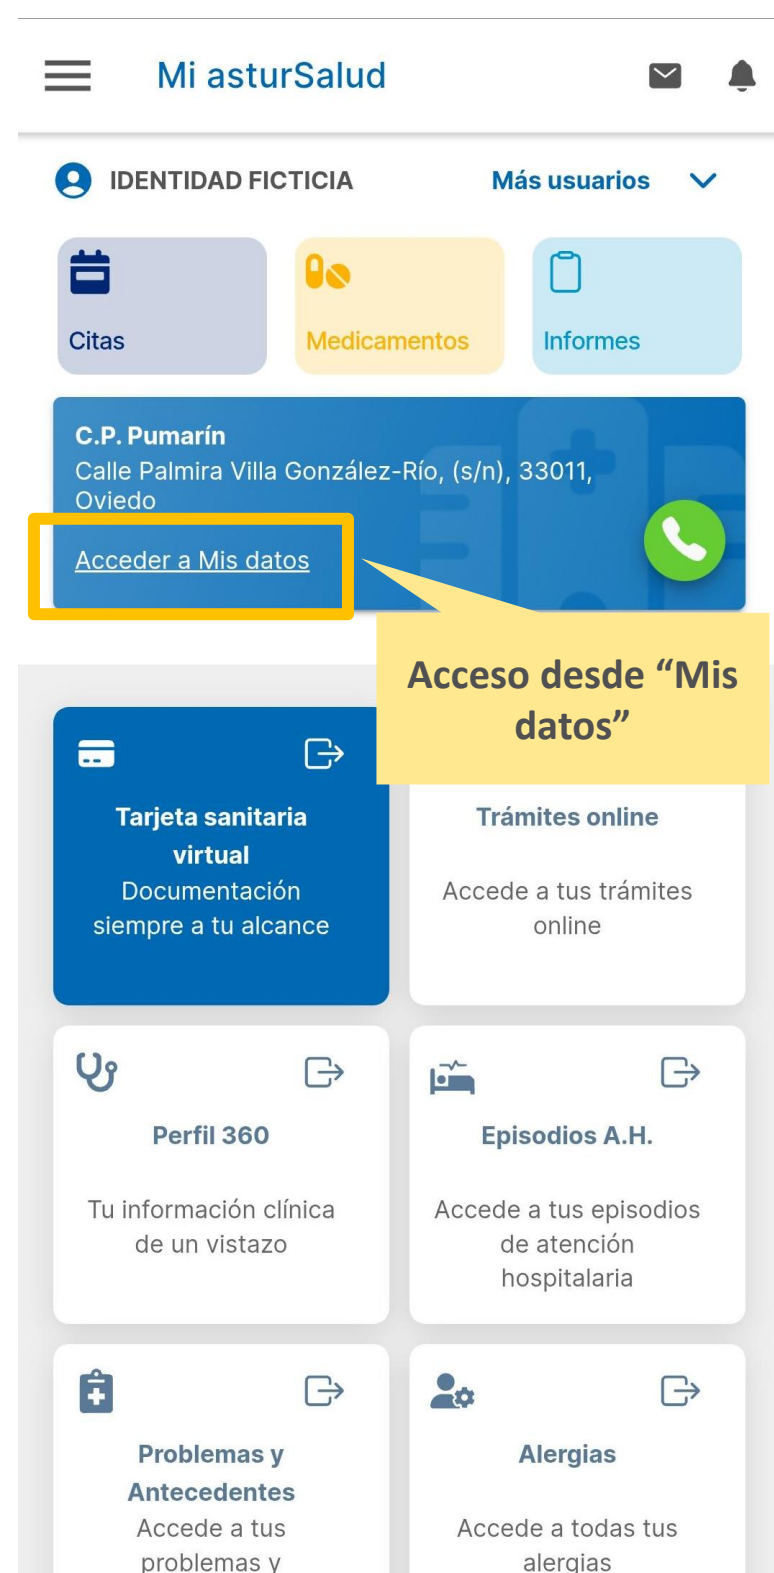 Mi asturSalud
IDENTIDAD FICTICIA
Más usuarios
Citas
Medicamentos
Informes
C.P. Pumarín
Calle Palmira Villa González-Río, (s/n), 33011,
Oviedo
Acceder a Mis datos
Acceso desde “Mis
datos”
Tarjeta sanitaria
virtual
Documentación
siempre a tu alcance
Trámites online
Accede a tus trámites
online
Perfil 360
Tu información clínica
de un vistazo
Episodios A.H.
Accede a tus episodios
de atención
hospitalaria
Problemas y
Antecedentes
Accede a tus
problemas y
Alergias
Accede a todas tus
alergias